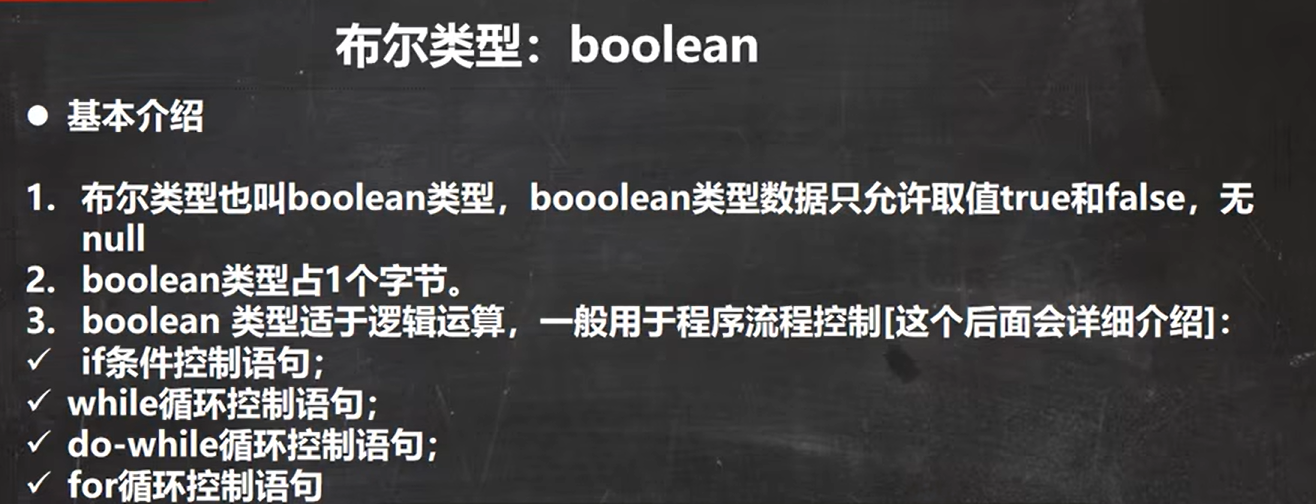 布尔类型：boolean
● 基本介绍
1. 布尔类型也叫boolean类型，booolean类型数据只允许取值true和false，无
null
2. boolean类型占1个字节。
3. boolean 类型适于逻辑运算，一般用于程序流程控制[这个后面会详细介绍]：
✓ if条件控制语句；
✓ while循环控制语句；
✓ do-while循环控制语句；
✓ for循环控制语句